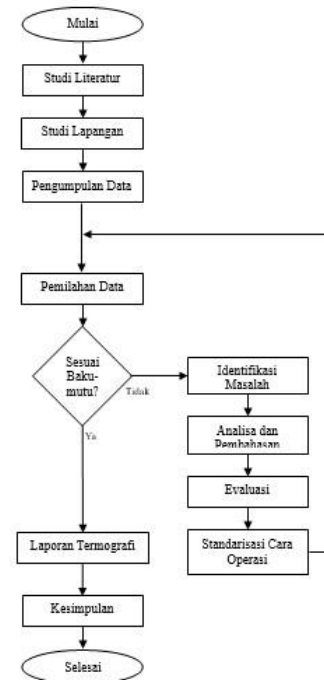 Mulai
Studi Literatur
Studi Lapangan
Pengumpulan Data
Pemilahan Data
Sesuai
Baku-
mutu?
Tidak
Ya
Identifikasi
Masalah
Analisa dan
Pembahasan
Evaluasi
Standarisasi Cara
Operasi
Laporan Termografi
Kesimpulan
Selesai